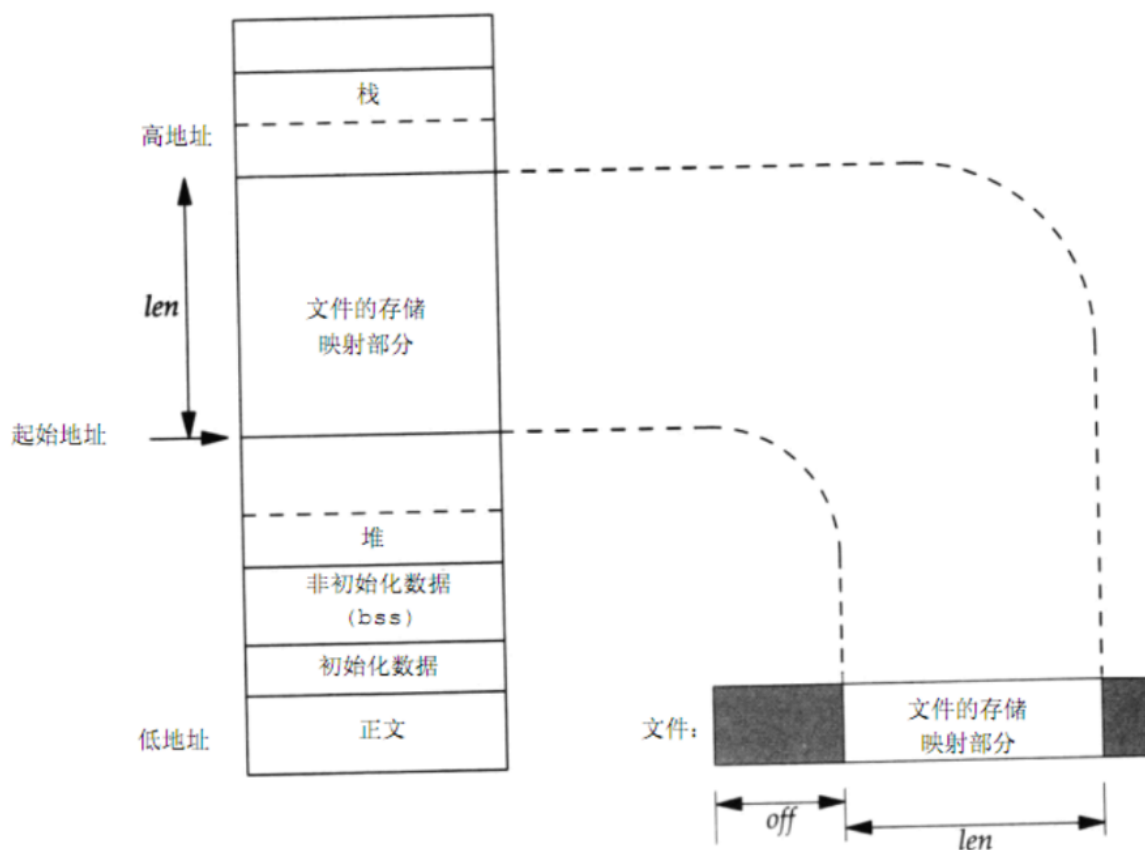 栈
高地址
len
文件的存储
映射部分
起始地址
堆
非初始化数据
(bss)
初始化数据
低地址
正文
文件：
文件的存储
映射部分
off
len